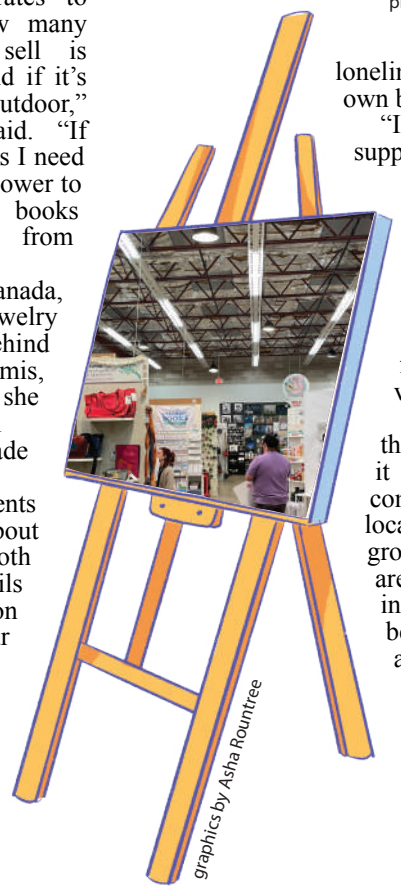 rates to
w many
sell is
d if it's
utdoor,”
aid. “If
s I need
ower to
books
from
anada,
welry
ehind
mis,
she
ade
ents
bout
oth
ils
on
r
lonelin
own b
“I
supp
v
th
it
con
loca
gro
are
in
be
a
graphics by Asha Rountree